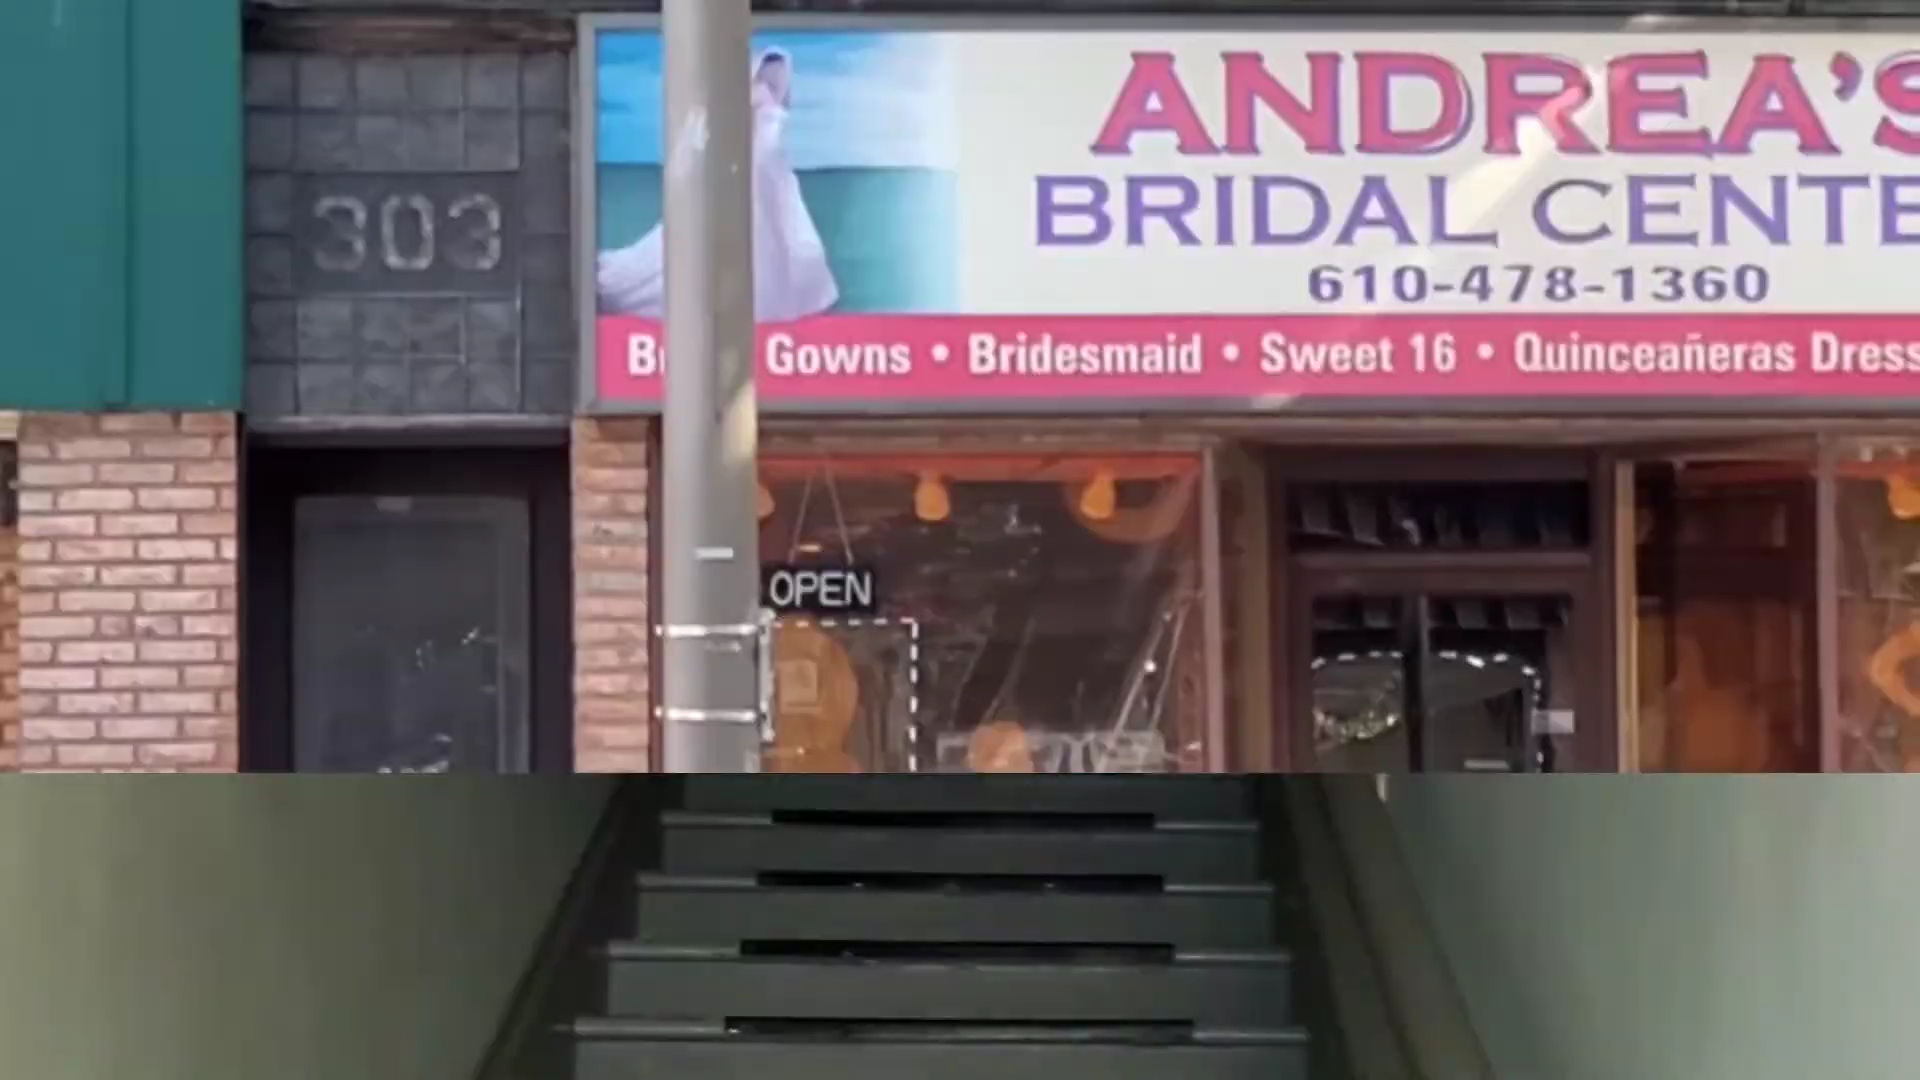 303
ANDREA'S
BRIDAL CENTE
610-478-1360
Gowns • Bridesmaid • Sweet 16 • Quinceañeras Dress
OPEN